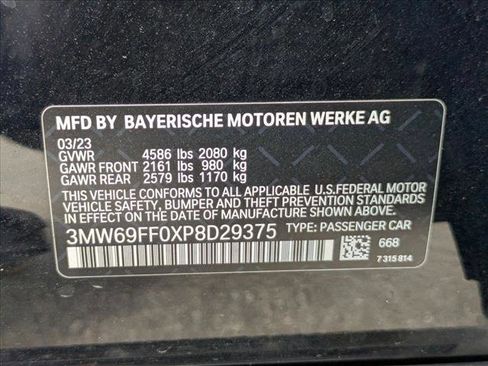 MFD BY BAYERISCHE MOTOREN WERKE AG
03/23
GVWR 4586 lbs 2080 kg
GAWR FRONT 2161 lbs 980 kg
GAWR REAR 2579 lbs 1170 kg
THIS VEHICLE CONFORMS TO ALL APPLICABLE U.S.FEDERAL MOTOR
VEHICLE SAFETY, BUMPER, AND THEFT PREVENTION STANDARDS
IN EFFECT ON THE DATE OF MANUFACTURE SHOWN ABOVE.
3MW69FF0XP8D29375 TYPE: PASSENGER CAR
668
7 315 814